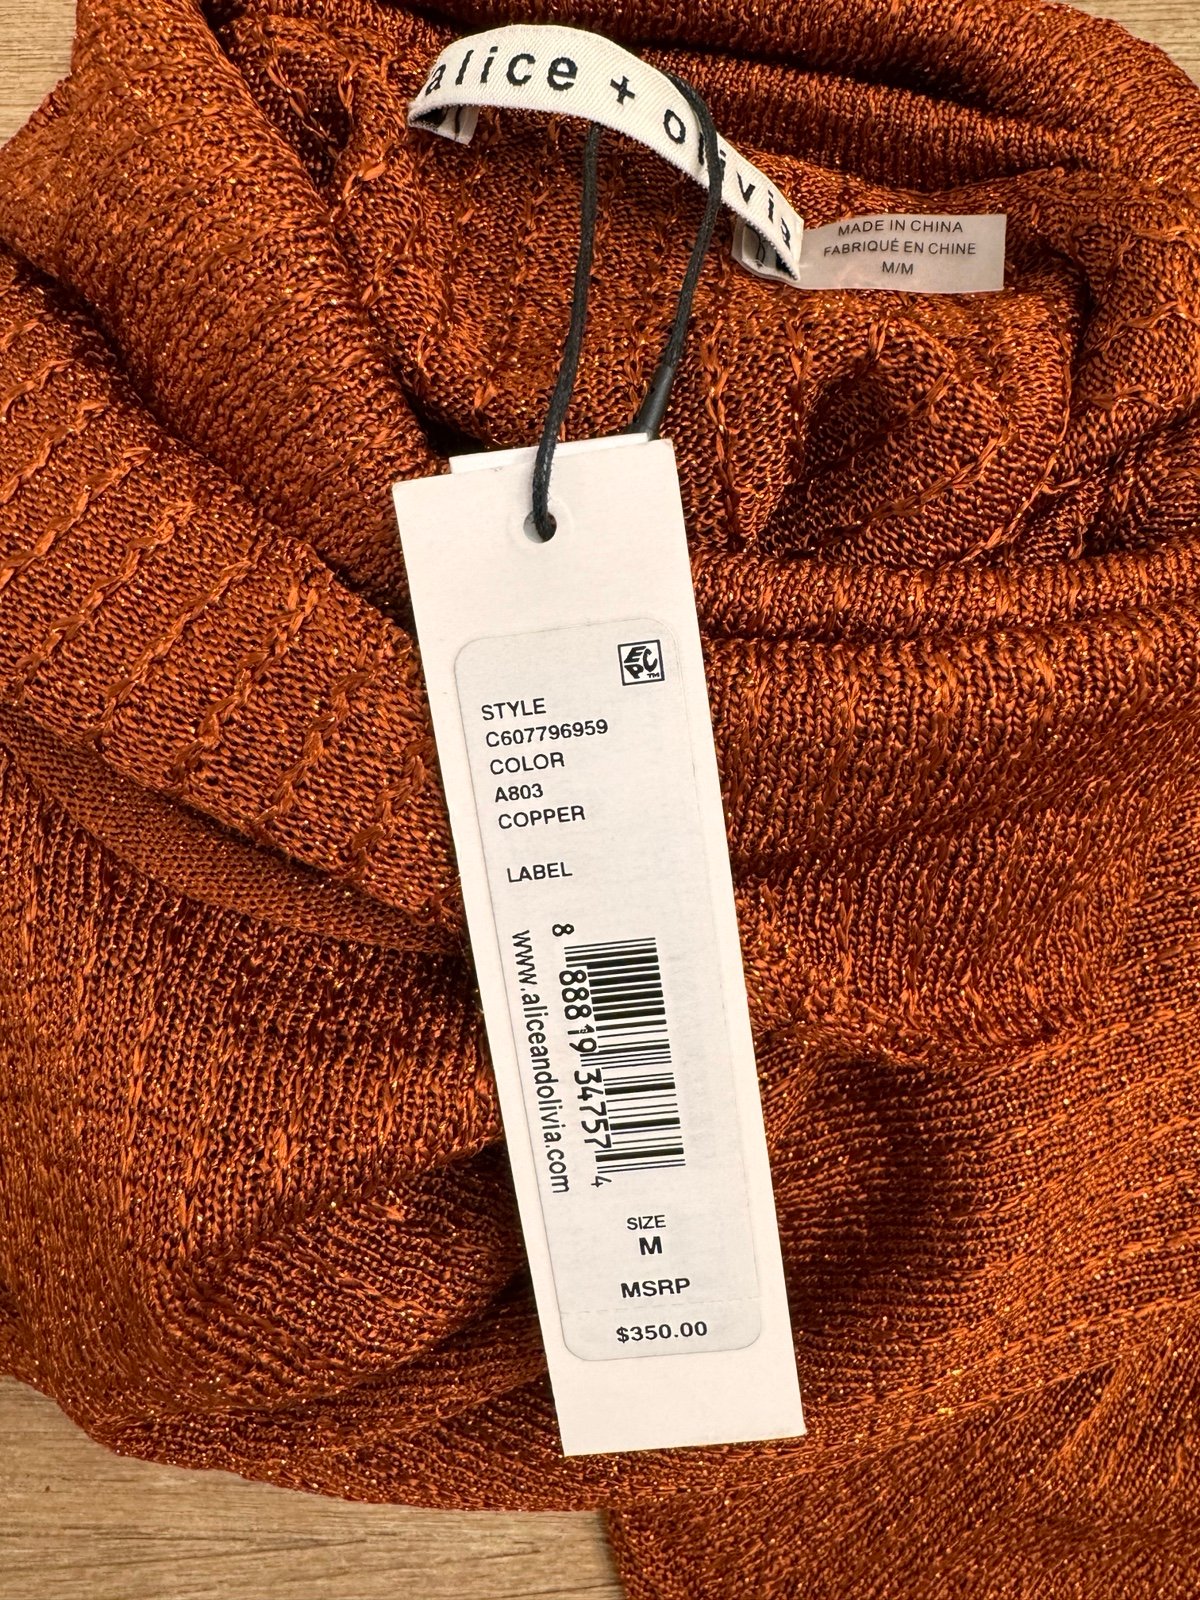 alice + olivia
MADE IN CHINA
FABRIQUÉ EN CHINE
M/M
EPC™
STYLE
C607796959
COLOR
A803
COPPER
LABEL
8 88819 34757 4
www.aliceandolivia.com
SIZE
M
MSRP
$350.00